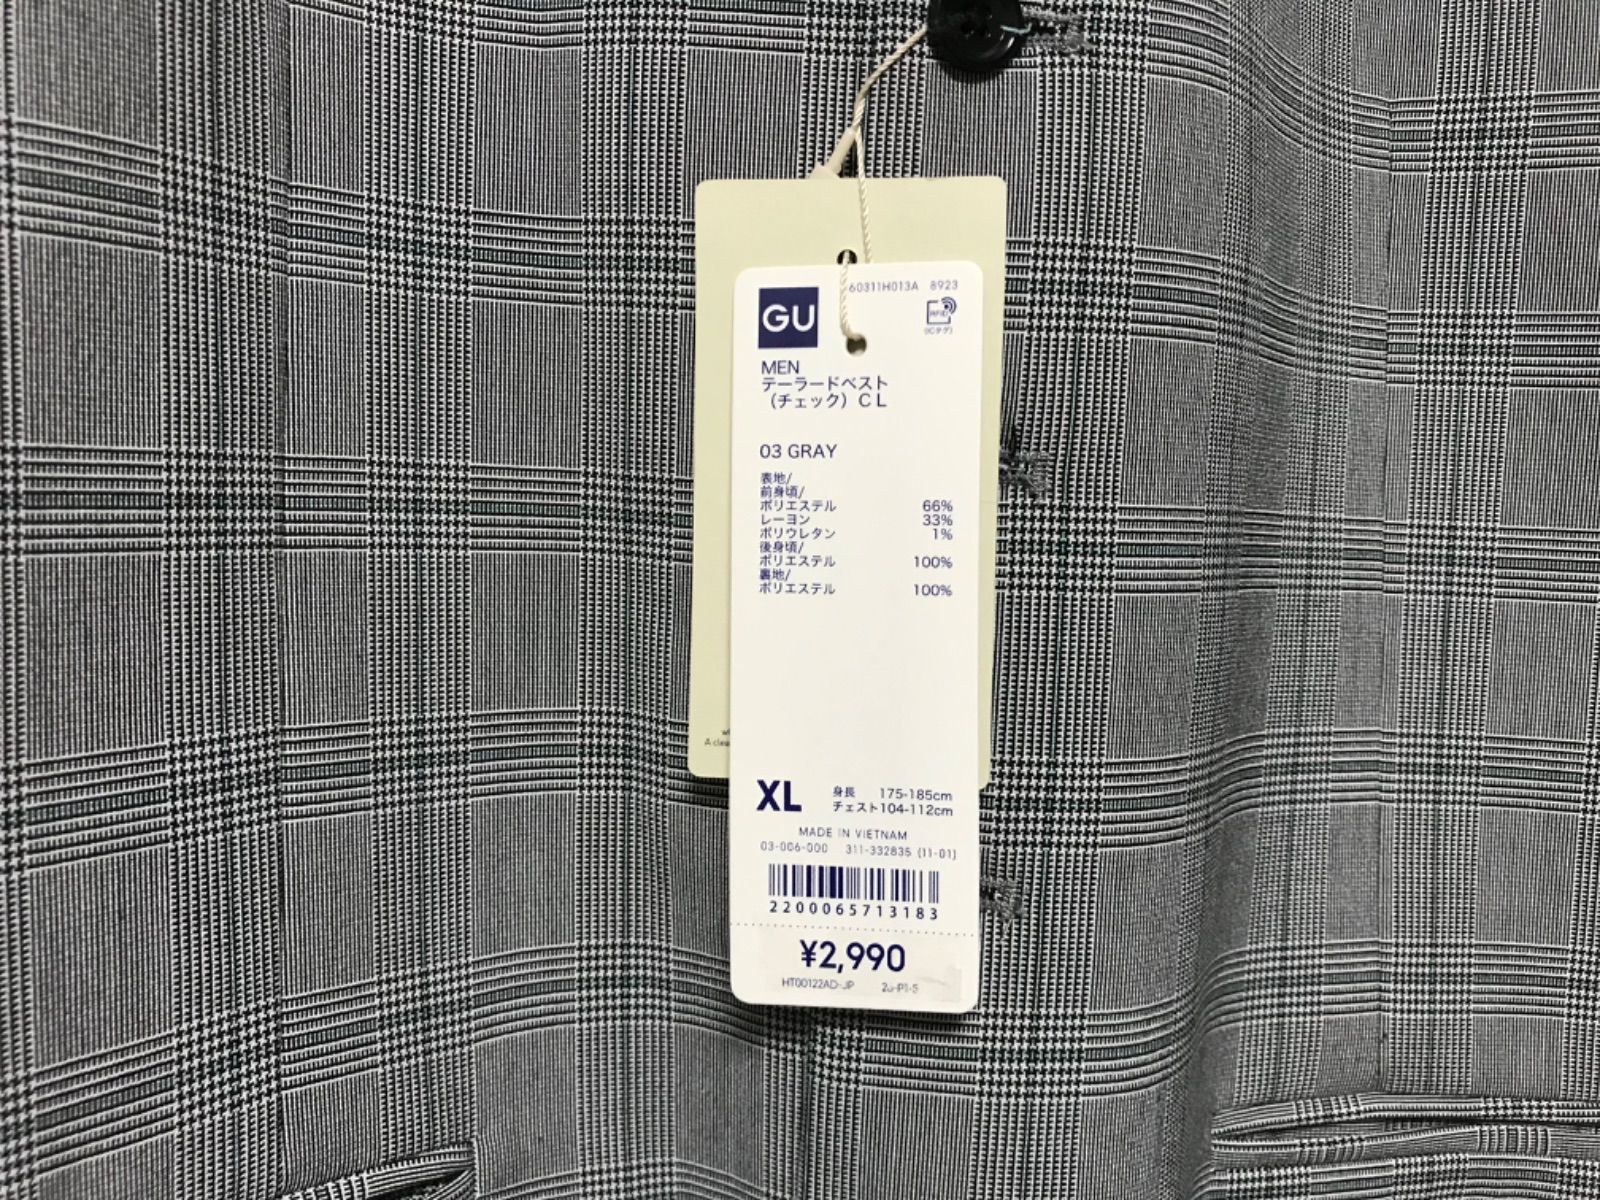 60311H013A 8923
GU
RFID
(ICタグ)
MEN
テーラードベスト
（チェック）ＣＬ
03 GRAY
表地/
前身頃/
ポリエステル 66%
レーヨン 33%
ポリウレタン 1%
後身頃/
ポリエステル 100%
裏地/
ポリエステル 100%
XL 身長 175-185cm
チェスト104-112cm
MADE IN VIETNAM
03-006-000 311-332835 (11-01)
2200065713183
¥2,990
HT00122AD-JP